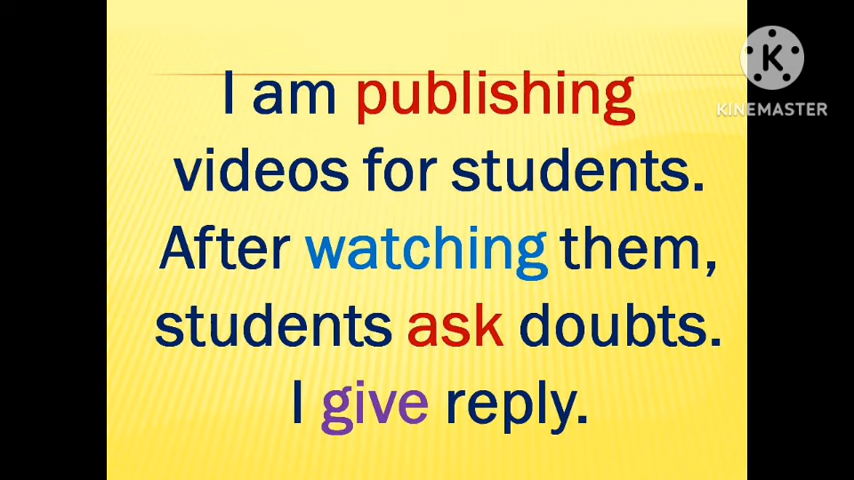 I am publishing
videos for students.
After watching them,
students ask doubts.
I give reply.
K
KINEMASTER